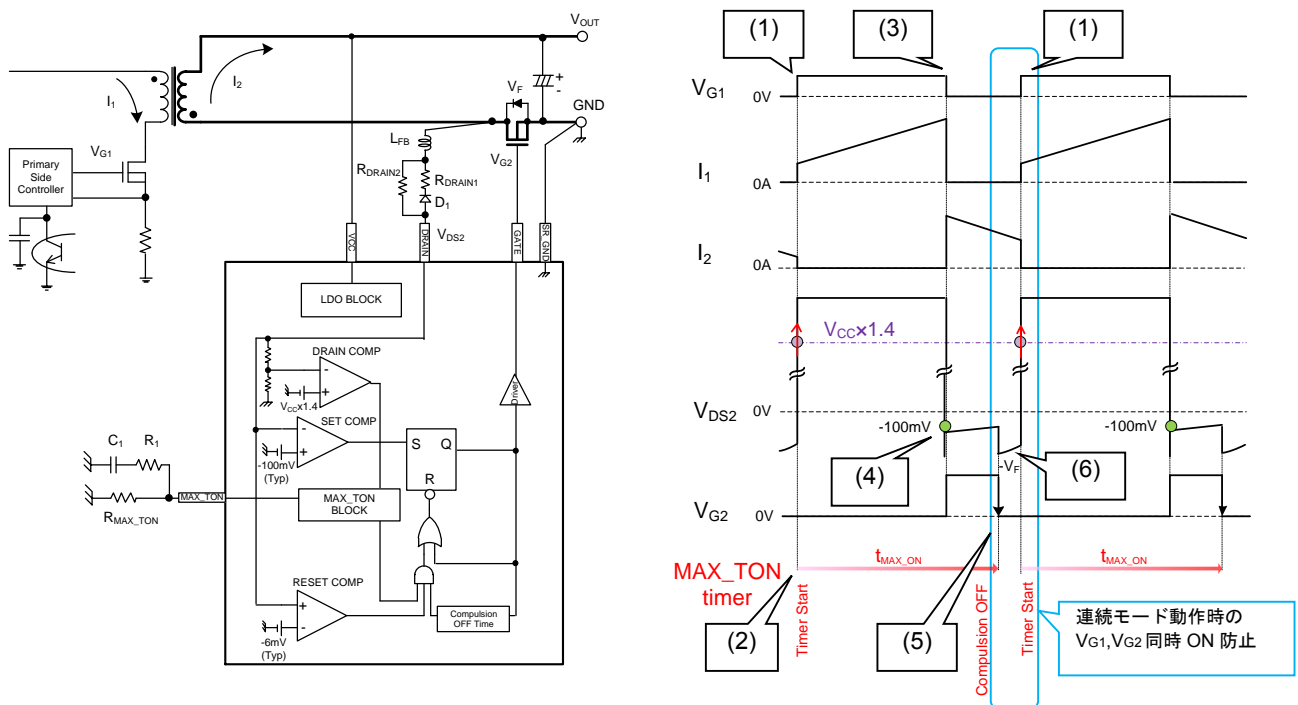 VOUT
I1
I2
VF
+
-
GND
LFB
VG2
VG1
Primary
Side
Controller
RDRAIN2
RDRAIN1
D1
VDS2
VCC
DRAIN
GATE
SR_GND
LDO BLOCK
DRAIN COMP
-
+
VCC×1.4
SET COMP
-
+
-100mV
(Typ)
S Q
R
Driver
C1 R1
MAX_TON
RMAX_TON
MAX_TON
BLOCK
RESET COMP
+
-
-6mV
(Typ)
Compulsion
OFF Time
(1)
(3)
(1)
VG1 0V
I1 0A
I2 0A
VCC×1.4
VDS2 0V
-100mV
-100mV
(4)
-VF
(6)
VG2 0V
tMAX_ON
tMAX_ON
MAX_TON
timer
Timer Start
Compulsion OFF
Timer Start
(2)
(5)
連続モード動作時の
VG1,VG2 同時 ON 防止